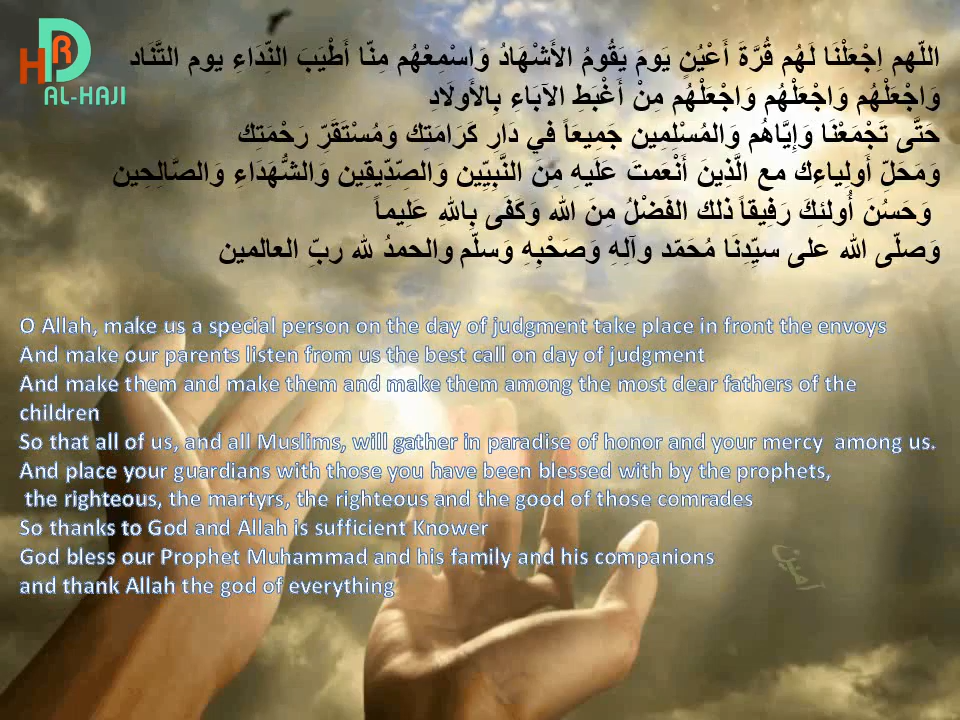 HRD
AL-HAJI
اللّهم اِجْعَلْنَا لَهُم قُرَّةَ أَعْيُنٍ يَومَ يَقُومُ الأَشْهَادُ وَاسْمِعْهُم مِنّا أَطْيَبَ النِّدَاءِ يوم التَّنَاد
وَاجْعَلْهُم وَاجْعَلْهُم وَاجْعَلْهُم مِنْ أَغْبَطِ الآباءِ بِالأَولَادِ
حَتَّى تَجْمَعْنَا وَإِيَّاهُم وَالمُسْلِمِين جَمِيعَاً في دَارِ كَرَامَتِك وَمُسْتَقَرِّ رَحْمَتِك
وَمَحَلِّ أَولِياءِك مع الَّذِينَ أَنْعَمتَ عَلَيهِ مِنَ النَّبِيِّين وَالصِّدِّيقِين وَالشُّهَدَاءِ وَالصَّالِحِين
وَحَسُنَ أُولئِكَ رَفِيقاً ذلك الفَضْلُ مِنَ الله وَكَفَى بِاللهِ عَلِيماً
وَصلّى الله على سيِّدِنَا مُحَمّد وآلِهِ وَصَحْبِهِ وَسلّم والحمدُ لله ربِّ العالمين
O Allah, make us a special person on the day of judgment take place in front the envoys
And make our parents listen from us the best call on day of judgment
And make them and make them and make them among the most dear fathers of the
children
So that all of us, and all Muslims, will gather in paradise of honor and your mercy among us.
And place your guardians with those you have been blessed with by the prophets,
the righteous, the martyrs, the righteous and the good of those comrades
So thanks to God and Allah is sufficient Knower
God bless our Prophet Muhammad and his family and his companions
and thank Allah the god of everything
آمين